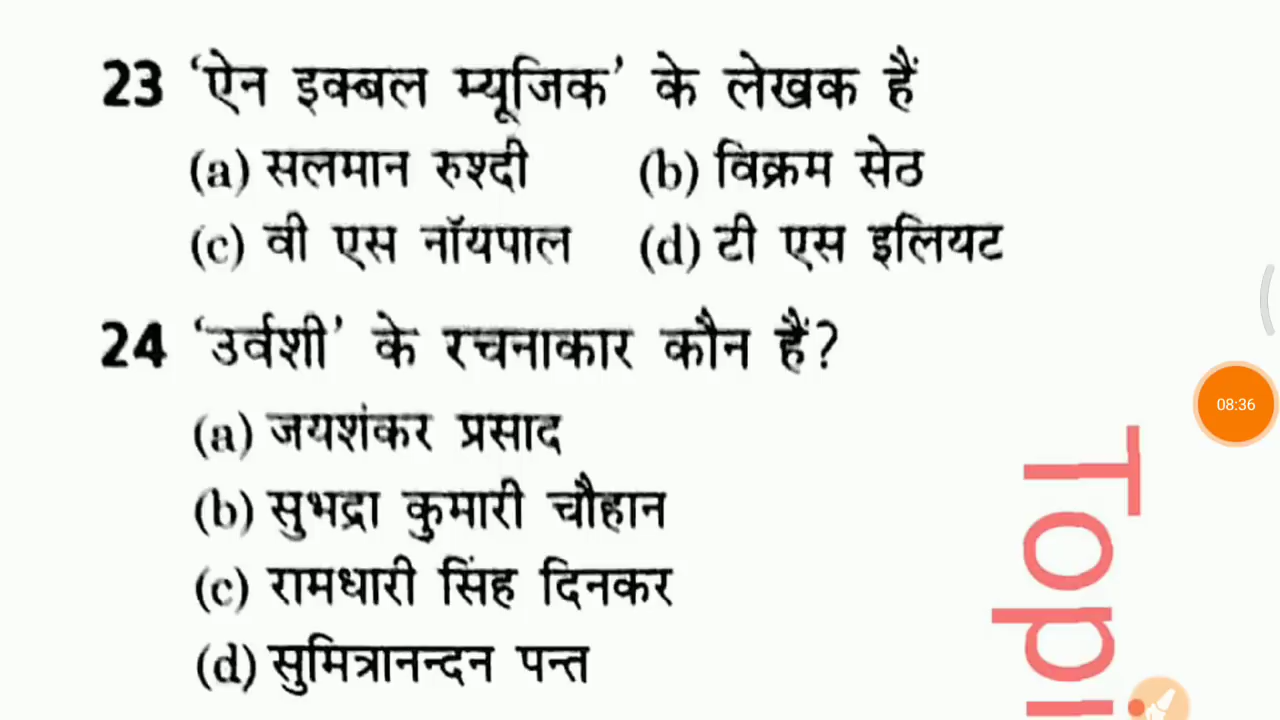 23 'ऐन इक्बल म्यूजिक' के लेखक हैं
(a) सलमान रुश्दी (b) विक्रम सेठ
(c) वी एस नॉयपाल (d) टी एस इलियट
24 'उर्वशी' के रचनाकार कौन हैं?
(a) जयशंकर प्रसाद
(b) सुभद्रा कुमारी चौहान
(c) रामधारी सिंह दिनकर
(d) सुमित्रानन्दन पन्त
08:36
Topi